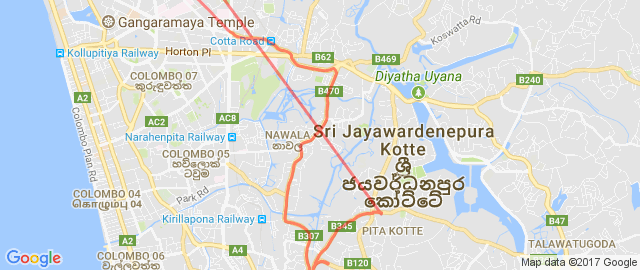 Gangaramaya Temple
Cotta Road
Koswatta Rd
Horton Pl
B62
B469
Kollupitiya Railway
Diyatha Uyana
B240
COLOMBO 07
කුරුඳුවත්ත
B470
A2
AC8
Colombo Plan Rd
Narahenpita Railway
NAWALA
නාවල
Sri Jayawardenepura
Kotte
ශ්‍රී
ජයවර්ධනපුර
කෝට්ටේ
COLOMBO 05
හැව්ලොක්
ටවුම
COLOMBO 04
කොළඹ 04
Park Rd
Kirillapona Railway
B345
B47
B307
PITA KOTTE
TALAWATUGODA
A2
A4
COLOMBO 06
වැල්ලවත්ත
B120
Google
Map data ©2017 Google